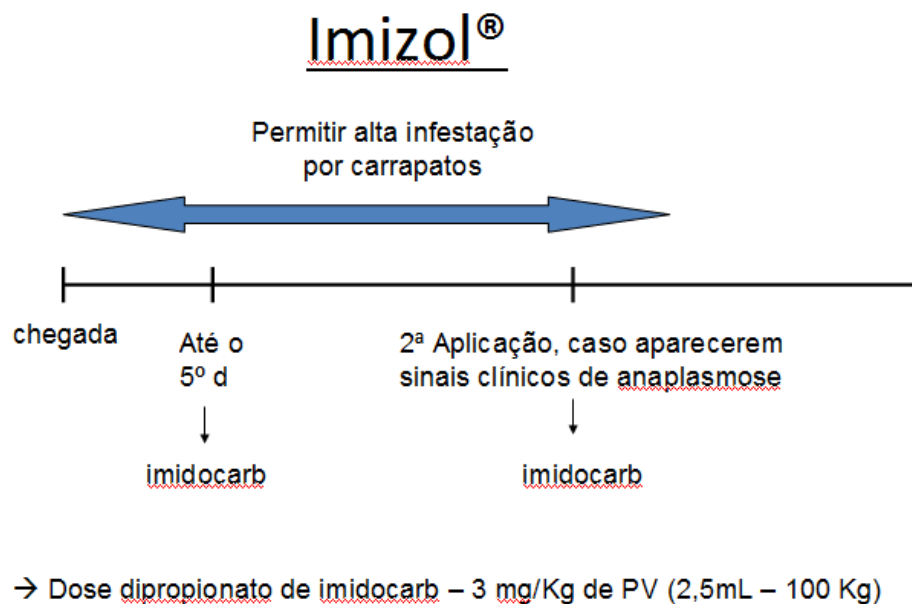 Imizol®
Permitir alta infestação
por carrapatos
chegada
Até o
5º d
2ª Aplicação, caso aparecerem
sinais clínicos de anaplasmose
imidocarb
imidocarb
→ Dose dipropionato de imidocarb – 3 mg/Kg de PV (2,5mL – 100 Kg)